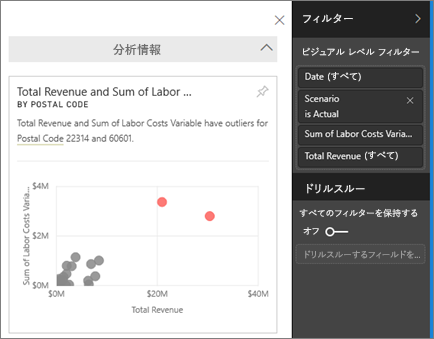 分析情報
Total Revenue and Sum of Labor ...
BY POSTAL CODE
Total Revenue and Sum of Labor Costs Variable have outliers for
Postal Code 22314 and 60601.
Sum of Labor Costs Varia...
$4M
$2M
$0M
$0M
$20M
$40M
Total Revenue
フィルター
ビジュアル レベル フィルター
Date (すべて)
Scenario
is Actual
Sum of Labor Costs Varia...
Total Revenue (すべて)
ドリルスルー
すべてのフィルターを保持する
オフ
ドリルスルーするフィールドを...